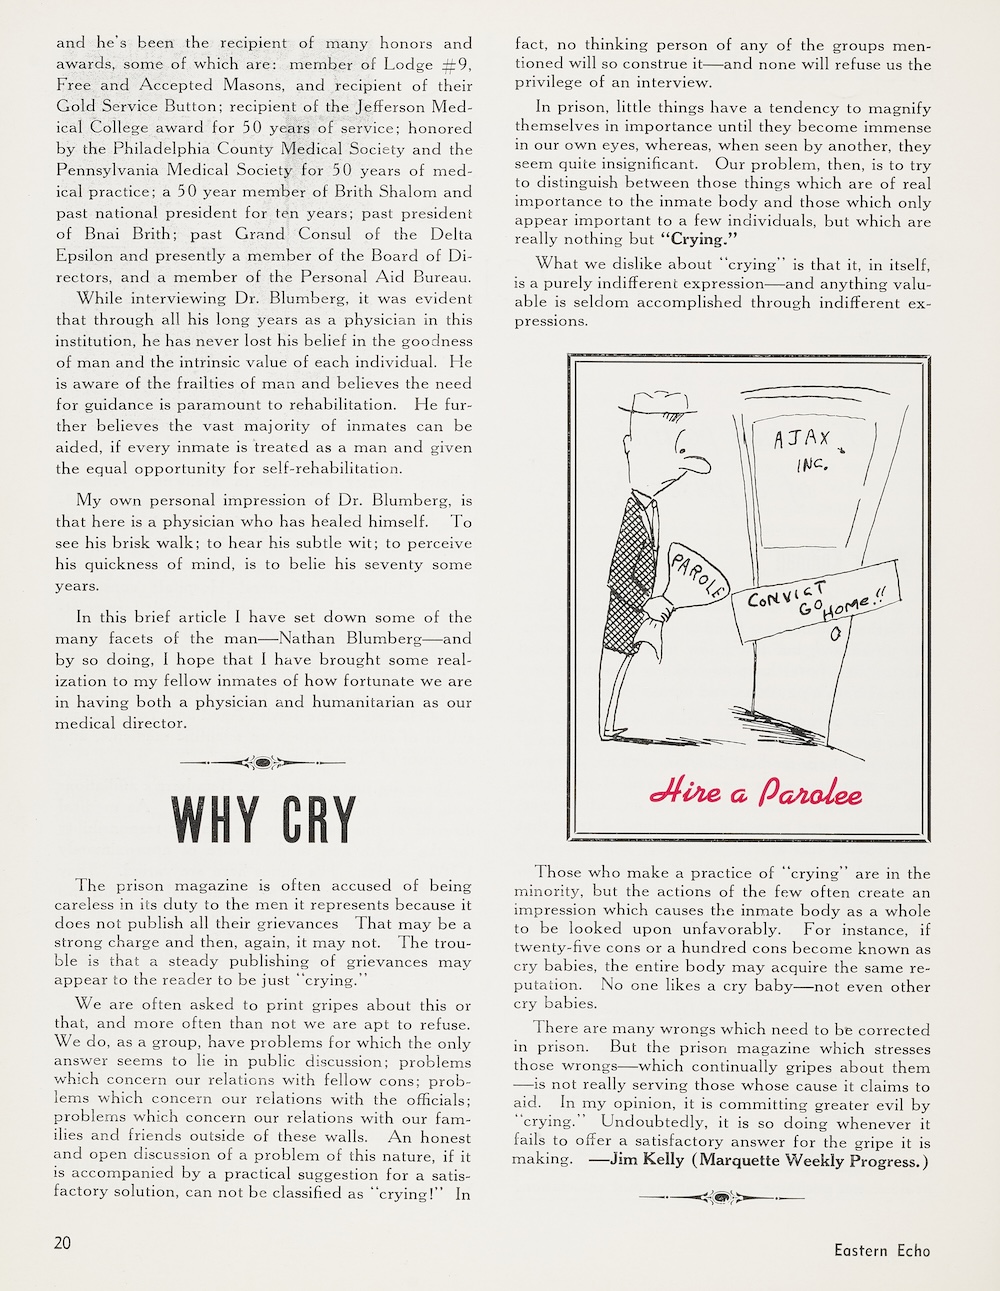 and he's been the recipient of many honors and
awards, some of which are: member of Lodge #9,
Free and Accepted Masons, and recipient of their
Gold Service Button; recipient of the Jefferson Med-
ical College award for 50 years of service; honored
by the Philadelphia County Medical Society and the
Pennsylvania Medical Society for 50 years of med-
ical practice; a 50 year member of Brith Shalom and
past national president for ten years; past president
of Bnai Brith; past Grand Consul of the Delta
Epsilon and presently a member of the Board of Di-
rectors, and a member of the Personal Aid Bureau.
While interviewing Dr. Blumberg, it was evident
that through all his long years as a physician in this
institution, he has never lost his belief in the goodness
of man and the intrinsic value of each individual. He
is aware of the frailties of man and believes the need
for guidance is paramount to rehabilitation. He fur-
ther believes the vast majority of inmates can be
aided, if every inmate is treated as a man and given
the equal opportunity for self-rehabilitation.
My own personal impression of Dr. Blumberg, is
that here is a physician who has healed himself. To
see his brisk walk; to hear his subtle wit; to perceive
his quickness of mind, is to belie his seventy some
years.
In this brief article I have set down some of the
many facets of the man—Nathan Blumberg—and
by so doing, I hope that I have brought some real-
ization to my fellow inmates of how fortunate we are
in having both a physician and humanitarian as our
medical director.
WHY CRY
The prison magazine is often accused of being
careless in its duty to the men it represents because it
does not publish all their grievances That may be a
strong charge and then, again, it may not. The trou-
ble is that a steady publishing of grievances may
appear to the reader to be just "crying."
We are often asked to print gripes about this or
that, and more often than not we are apt to refuse.
We do, as a group, have problems for which the only
answer seems to lie in public discussion; problems
which concern our relations with fellow cons; prob-
lems which concern our relations with the officials;
problems which concern our relations with our fam-
ilies and friends outside of these walls. An honest
and open discussion of a problem of this nature, if it
is accompanied by a practical suggestion for a satis-
factory solution, can not be classified as "crying!" In
fact, no thinking person of any of the groups men-
tioned will so construe it—and none will refuse us the
privilege of an interview.
In prison, little things have a tendency to magnify
themselves in importance until they become immense
in our own eyes, whereas, when seen by another, they
seem quite insignificant. Our problem, then, is to try
to distinguish between those things which are of real
importance to the inmate body and those which only
appear important to a few individuals, but which are
really nothing but "Crying."
What we dislike about "crying" is that it, in itself,
is a purely indifferent expression—and anything valu-
able is seldom accomplished through indifferent ex-
pressions.
AJAX
INC.
PAROLE
CONVICT
GO HOME!!
Hire a Parolee
Those who make a practice of "crying" are in the
minority, but the actions of the few often create an
impression which causes the inmate body as a whole
to be looked upon unfavorably. For instance, if
twenty-five cons or a hundred cons become known as
cry babies, the entire body may acquire the same re-
putation. No one likes a cry baby—not even other
cry babies.
There are many wrongs which need to be corrected
in prison. But the prison magazine which stresses
those wrongs—which continually gripes about them
—is not really serving those whose cause it claims to
aid. In my opinion, it is committing greater evil by
"crying." Undoubtedly, it is so doing whenever it
fails to offer a satisfactory answer for the gripe it is
making. —Jim Kelly (Marquette Weekly Progress.)
20
Eastern Echo